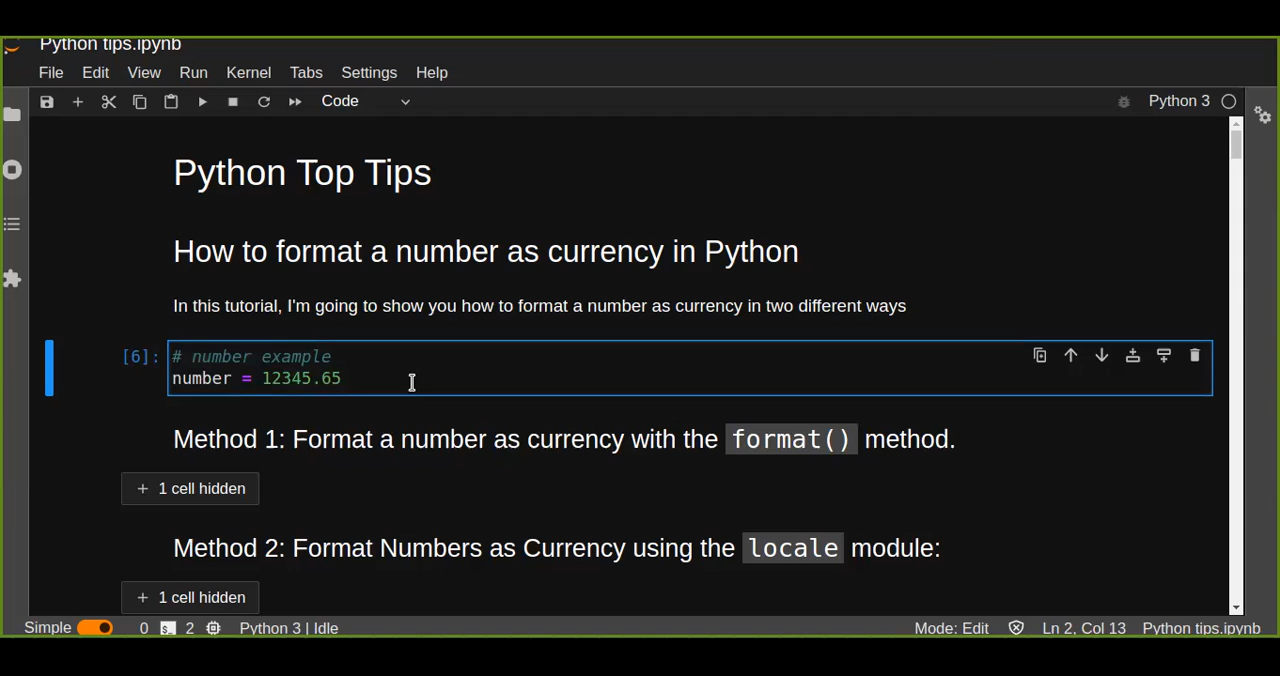 Python tips.ipynb
File Edit View Run Kernel Tabs Settings Help
Code Python 3
Python Top Tips
How to format a number as currency in Python
In this tutorial, I'm going to show you how to format a number as currency in two different ways
[6]: # number example
number = 12345.65
Method 1: Format a number as currency with the format() method.
+ 1 cell hidden
Method 2: Format Numbers as Currency using the locale module:
+ 1 cell hidden
Simple 0 $_ 2 Python 3 | Idle Mode: Edit Ln 2, Col 13 Python tips.ipynb